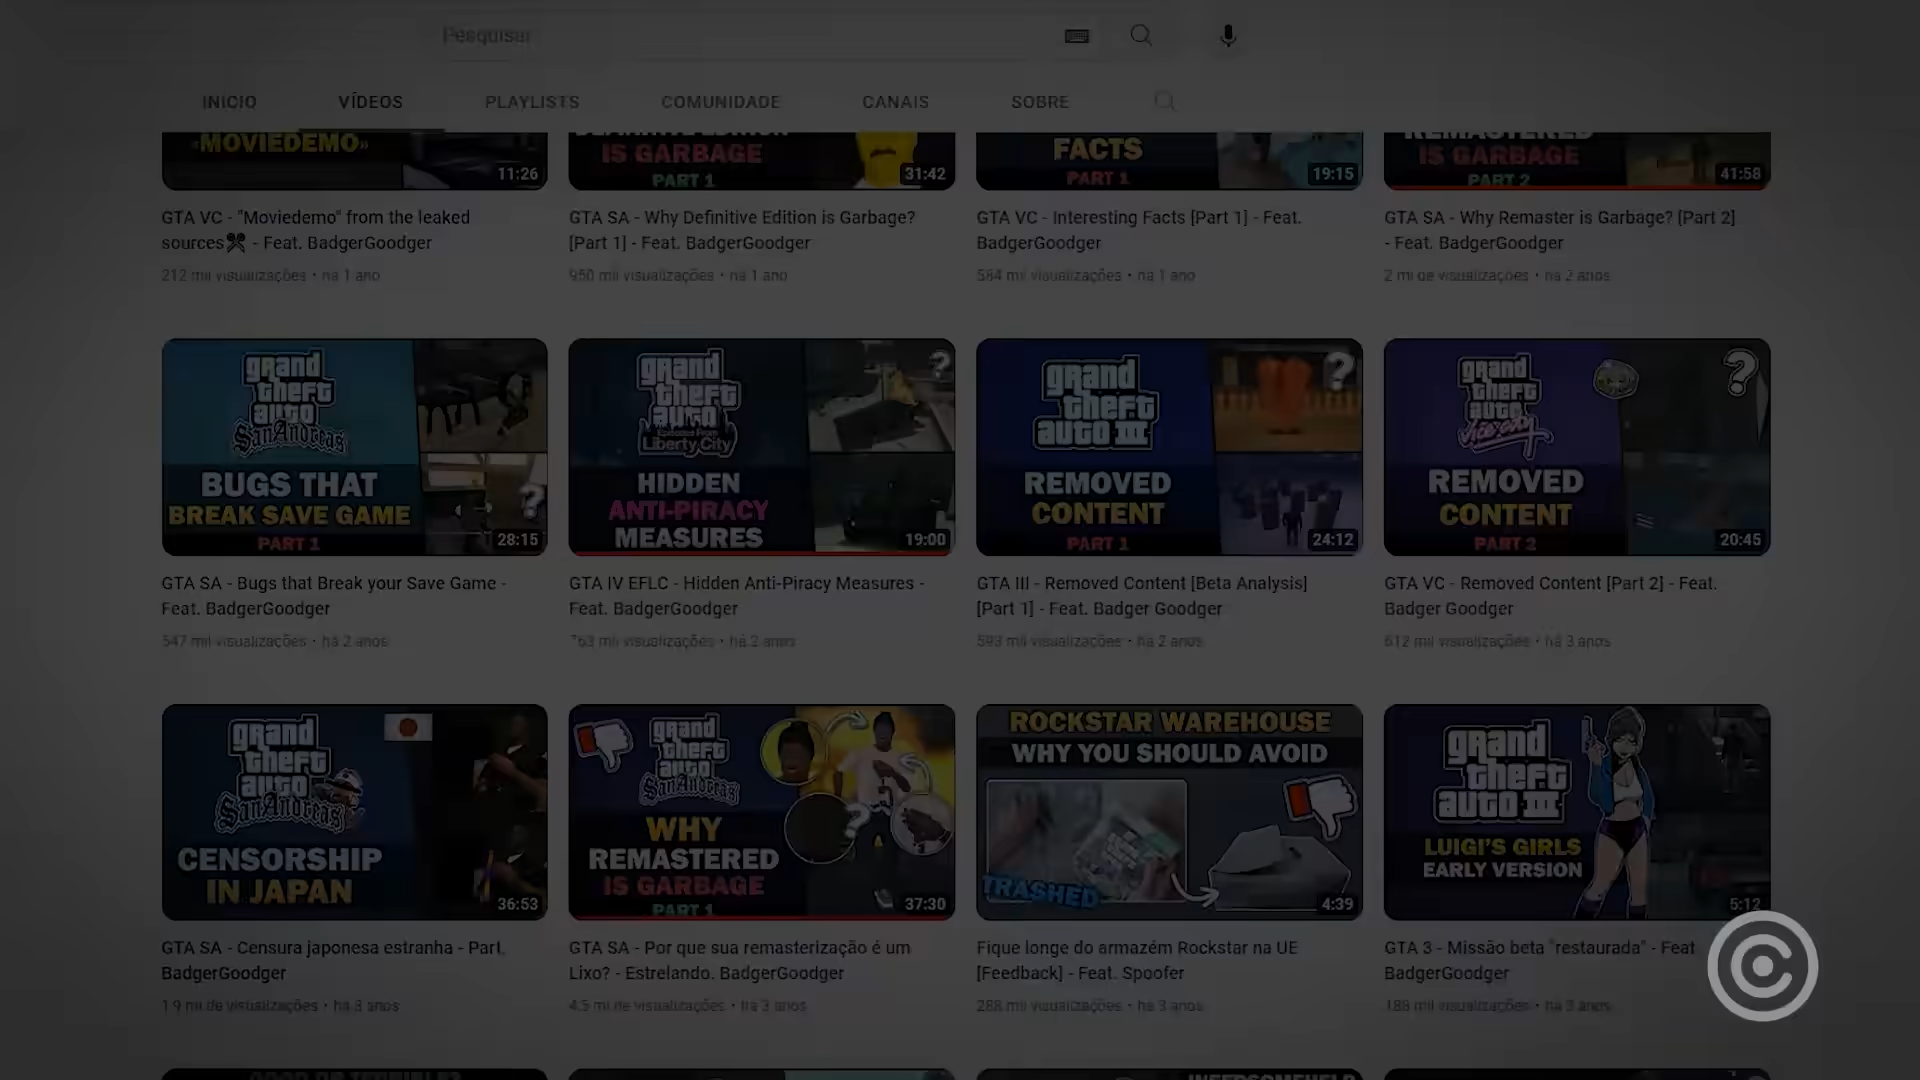 Pesquisar
INÍCIO VÍDEOS PLAYLISTS COMUNIDADE CANAIS SOBRE
«MOVIEDEMO» 11:26
DEFINITIVE EDITION
IS GARBAGE
PART 1 31:42
FACTS
PART 1 19:15
REMASTERED
IS GARBAGE
PART 2 41:58
GTA VC - "Moviedemo" from the leaked
sources - Feat. BadgerGoodger
212 mil visualizações • há 1 ano
GTA SA - Why Definitive Edition is Garbage?
[Part 1] - Feat. BadgerGoodger
950 mil visualizações • há 1 ano
GTA VC - Interesting Facts [Part 1] - Feat.
BadgerGoodger
584 mil visualizações • há 1 ano
GTA SA - Why Remaster is Garbage? [Part 2]
- Feat. BadgerGoodger
2 mi de visualizações • há 2 anos
grand
theft
auto
San Andreas
BUGS THAT
BREAK SAVE GAME
PART 1 28:15
?
grand
theft
auto
Episodes From
Liberty City
HIDDEN
ANTI-PIRACY
MEASURES 19:00
?
grand
theft
auto III
REMOVED
CONTENT
PART 1 24:12
?
grand
theft
auto
Vice City
REMOVED
CONTENT
PART 2 20:45
?
GTA SA - Bugs that Break your Save Game -
Feat. BadgerGoodger
547 mil visualizações • há 2 anos
GTA IV EFLC - Hidden Anti-Piracy Measures -
Feat. BadgerGoodger
763 mil visualizações • há 2 anos
GTA III - Removed Content [Beta Analysis]
[Part 1] - Feat. Badger Goodger
593 mil visualizações • há 2 anos
GTA VC - Removed Content [Part 2] - Feat.
Badger Goodger
612 mil visualizações • há 3 anos
grand
theft
auto
San Andreas
CENSORSHIP
IN JAPAN 36:53
grand
theft
auto
San Andreas
WHY
REMASTERED
IS GARBAGE
PART 1 37:30
?
ROCKSTAR WAREHOUSE
WHY YOU SHOULD AVOID
TRASHED 4:39
grand
theft
auto III
LUIGI'S GIRLS
EARLY VERSION 5:12
GTA SA - Censura japonesa estranha - Part.
BadgerGoodger
1,9 mi de visualizações • há 3 anos
GTA SA - Por que sua remasterização é um
Lixo? - Estrelando. BadgerGoodger
4,5 mi de visualizações • há 3 anos
Fique longe do armazém Rockstar na UE
[Feedback] - Feat. Spoofer
288 mil visualizações • há 3 anos
GTA 3 - Missão beta "restaurada" - Feat
BadgerGoodger
188 mil visualizações • há 3 anos